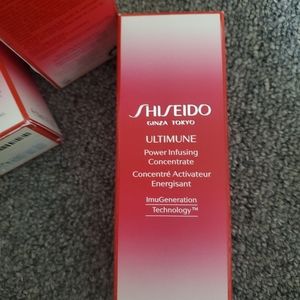 SHISEIDO
GINZA TOKYO
ULTIMUNE
Power Infusing
Concentrate
Concentré Activateur
Energisant
ImuGeneration
Technology™